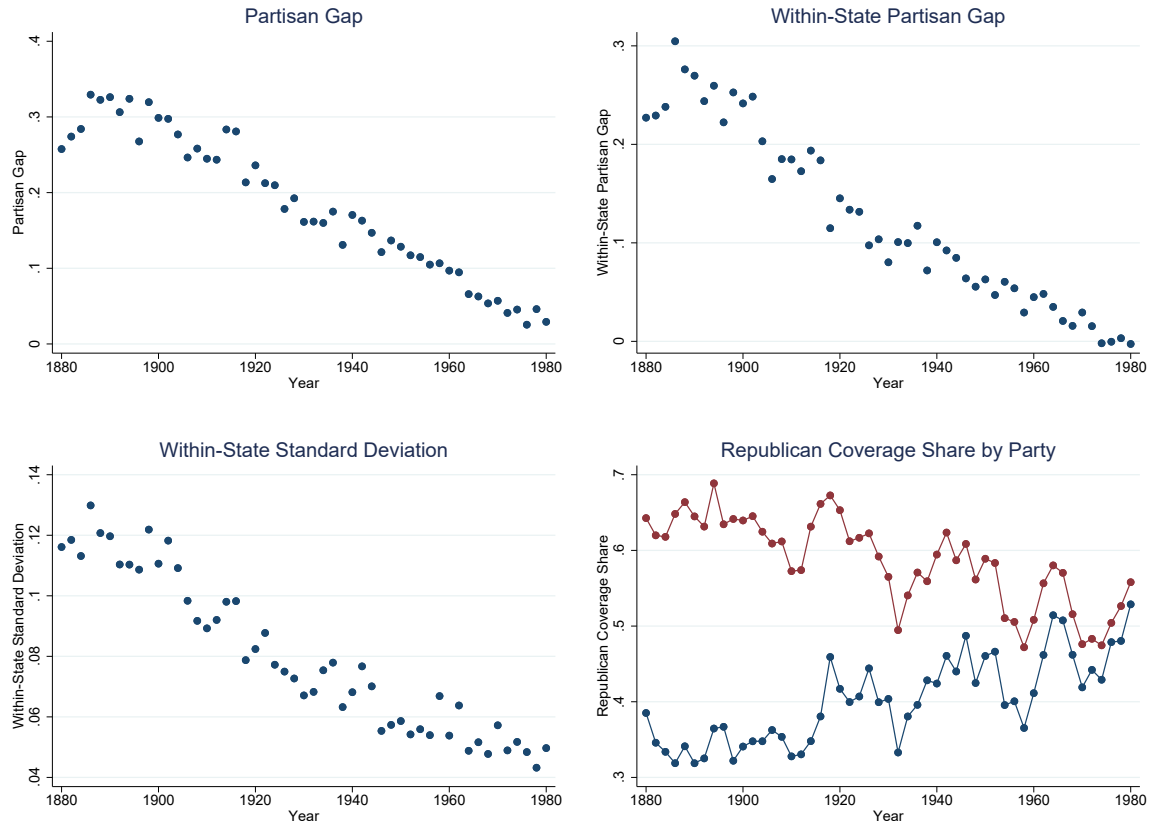 Partisan Gap
Partisan Gap
.4
.3
.2
.1
0
1880 1900 1920 1940 1960 1980
Year
Within-State Partisan Gap
Within-State Partisan Gap
.3
.2
.1
0
1880 1900 1920 1940 1960 1980
Year
Within-State Standard Deviation
Within-State Standard Deviation
.14
.12
.1
.08
.06
.04
1880 1900 1920 1940 1960 1980
Year
Republican Coverage Share by Party
Republican Coverage Share
.7
.6
.5
.4
.3
1880 1900 1920 1940 1960 1980
Year